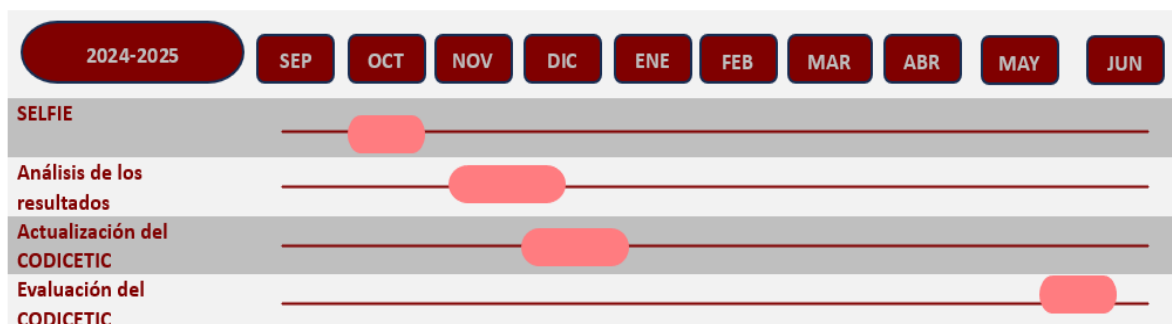 2024-2025 SEP OCT NOV DIC ENE FEB MAR ABR MAY JUN
SELFIE
Análisis de los
resultados
Actualización del
CODICETIC
Evaluación del
CODICETIC